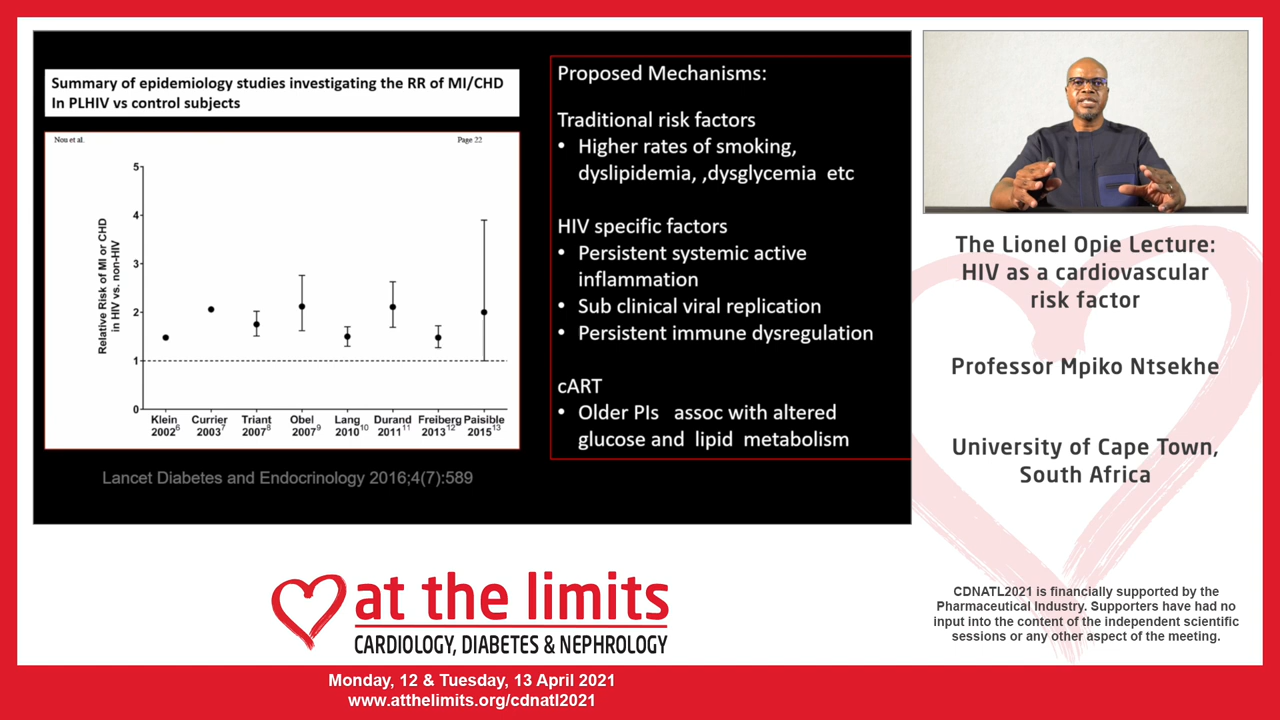 Summary of epidemiology studies investigating the RR of MI/CHD
In PLHIV vs control subjects
Nou et al.
Page 22
Relative Risk of MI or CHD
in HIV vs. non-HIV
5
4
3
2
1
0
Klein Currier Triant Obel Lang Durand Freiberg Paisible
2002⁶ 2003⁷ 2007⁸ 2007⁹ 2010¹⁰ 2011¹¹ 2013¹² 2015¹³
Lancet Diabetes and Endocrinology 2016;4(7):589
Proposed Mechanisms:
Traditional risk factors
• Higher rates of smoking,
dyslipidemia, ,dysglycemia etc
HIV specific factors
• Persistent systemic active
inflammation
• Sub clinical viral replication
• Persistent immune dysregulation
cART
• Older PIs assoc with altered
glucose and lipid metabolism
The Lionel Opie Lecture:
HIV as a cardiovascular
risk factor
Professor Mpiko Ntsekhe
University of Cape Town,
South Africa
CDNATL2021 is financially supported by the
Pharmaceutical Industry. Supporters have had no
input into the content of the independent scientific
sessions or any other aspect of the meeting.
at the limits
CARDIOLOGY, DIABETES & NEPHROLOGY
Monday, 12 & Tuesday, 13 April 2021
www.atthelimits.org/cdnatl2021